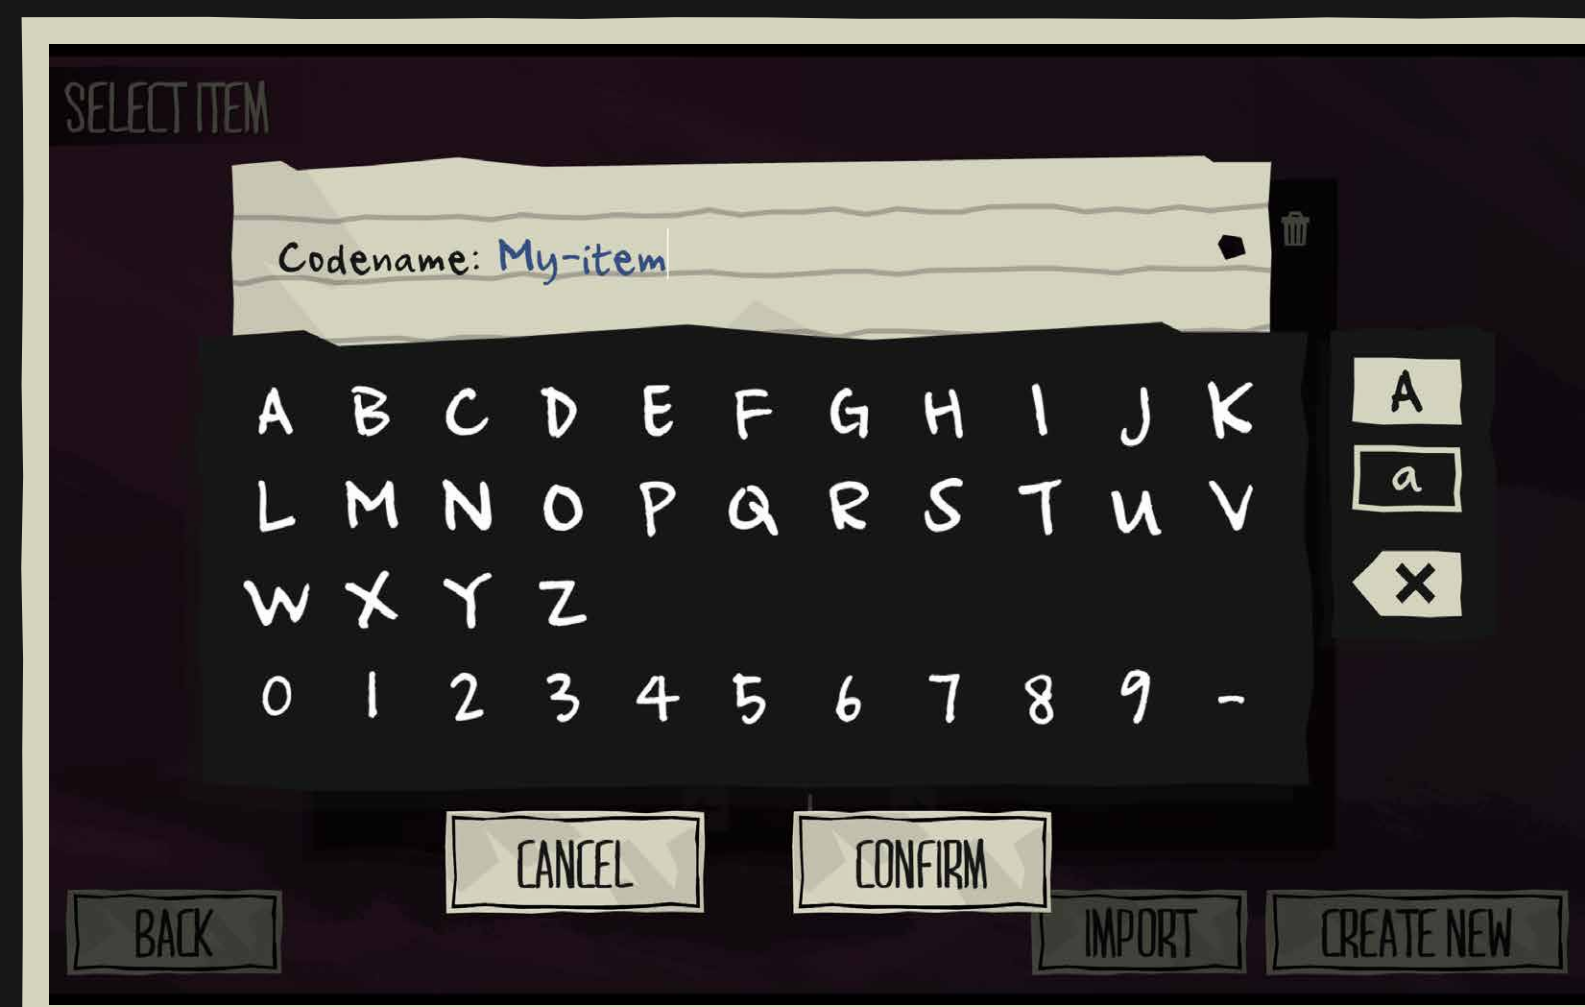 SELECT ITEM
Codename: My-item
A B C D E F G H I J K
A
L M N O P Q R S T U V
a
W X Y Z
0 1 2 3 4 5 6 7 8 9 -
CANCEL CONFIRM
BACK IMPORT CREATE NEW